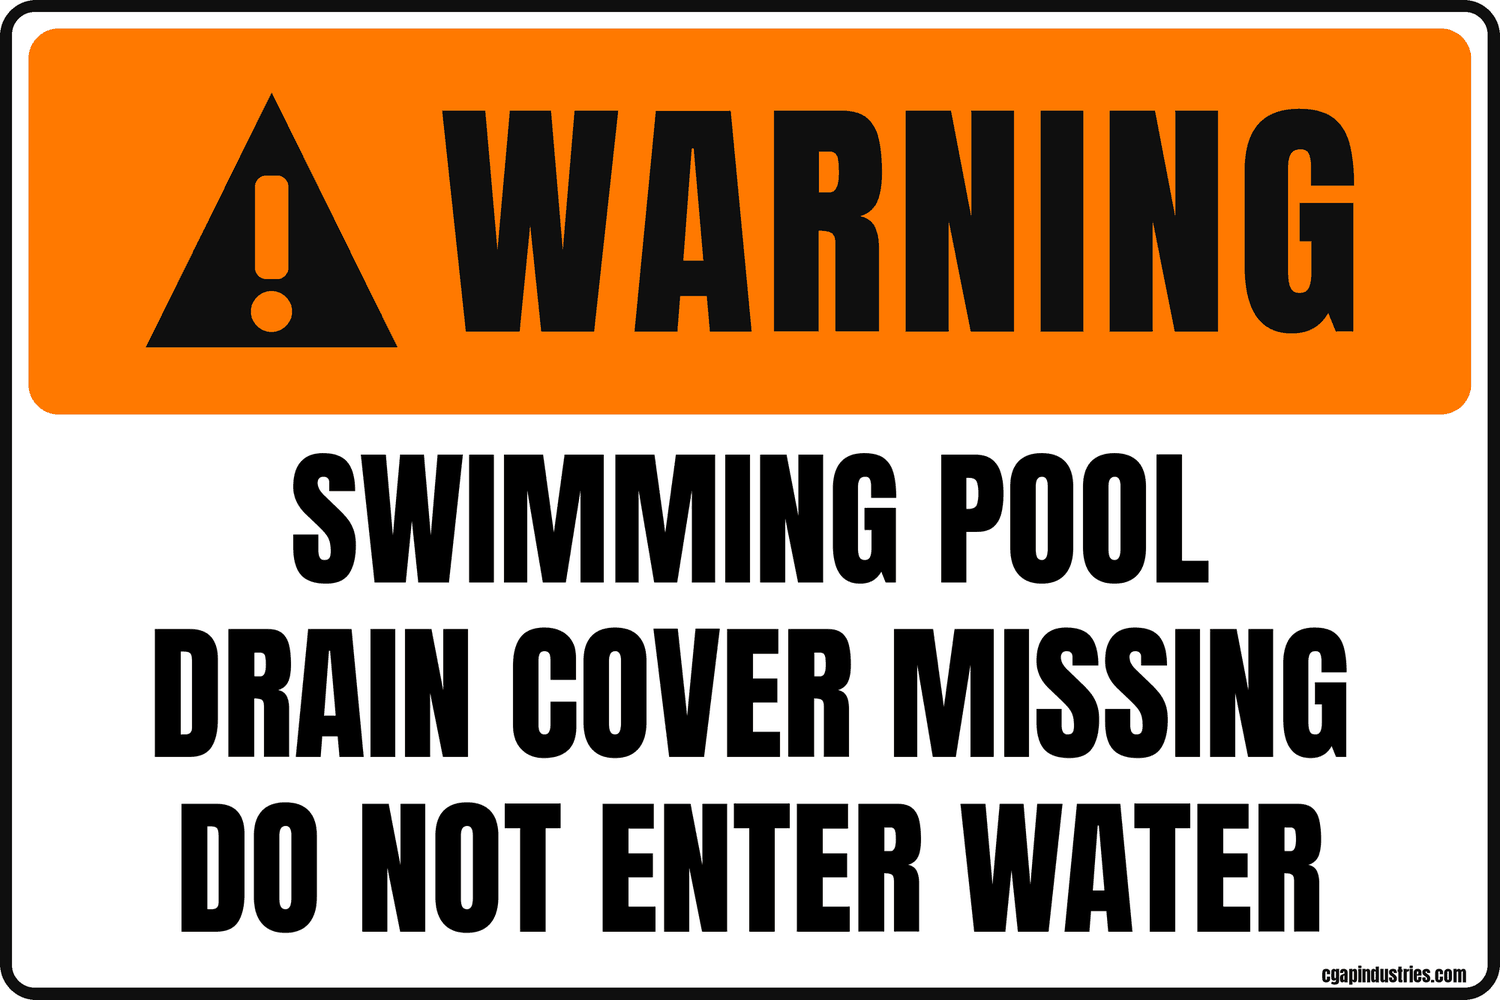 WARNING
SWIMMING POOL
DRAIN COVER MISSING
DO NOT ENTER WATER
cgapindustries.com